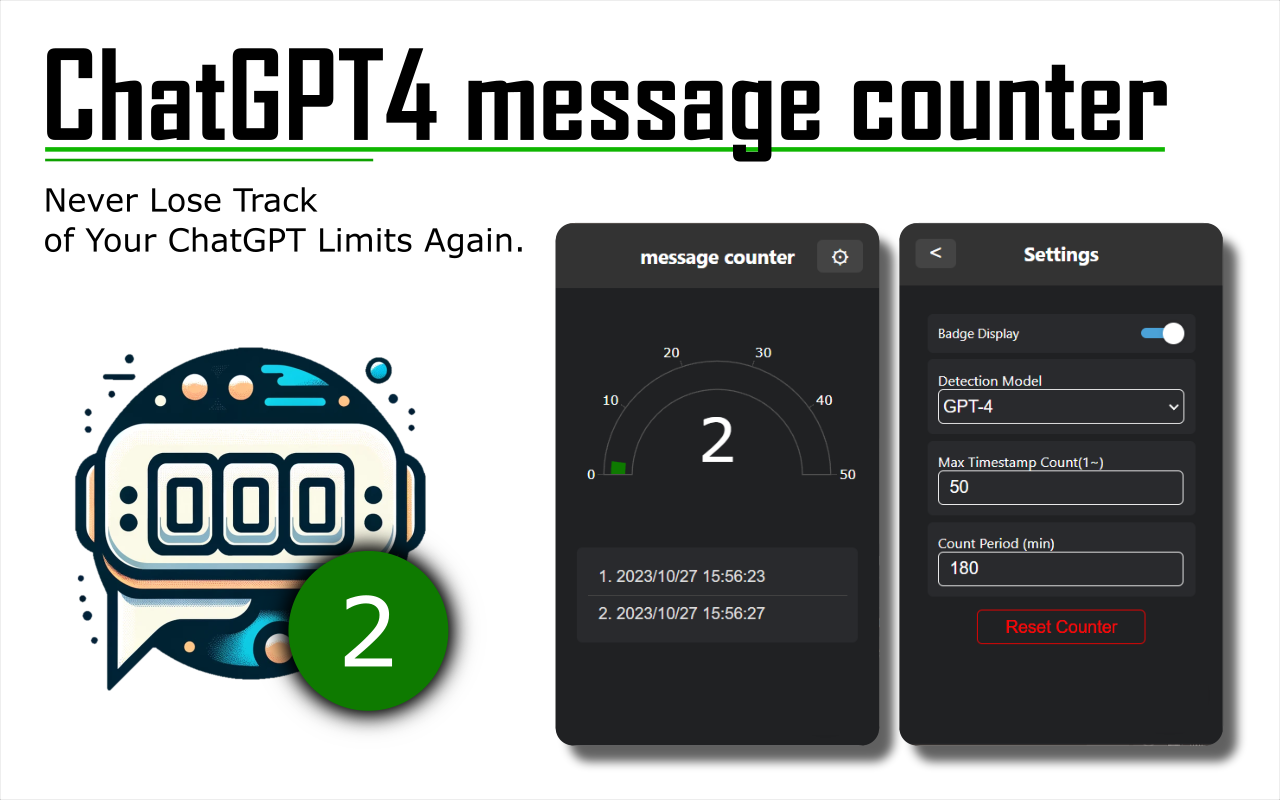 ChatGPT4 message counter
Never Lose Track
of Your ChatGPT Limits Again.
000
2
message counter
20 30
10 40
2
0 50
1. 2023/10/27 15:56:23
2. 2023/10/27 15:56:27
< Settings
Badge Display
Detection Model
GPT-4
Max Timestamp Count(1~)
50
Count Period (min)
180
Reset Counter